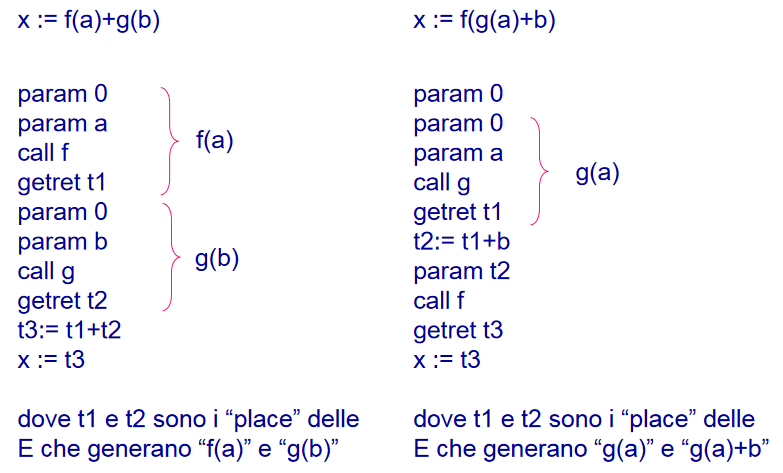 x := f(a)+g(b)
param 0
param a
call f
getret t1
param 0
param b
call g
getret t2
t3:= t1+t2
x := t3
f(a)
g(b)
dove t1 e t2 sono i “place” delle
E che generano “f(a)” e “g(b)”
x := f(g(a)+b)
param 0
param 0
param a
call g
getret t1
t2:= t1+b
param t2
call f
getret t3
x := t3
g(a)
dove t1 e t2 sono i “place” delle
E che generano “g(a)” e “g(a)+b”